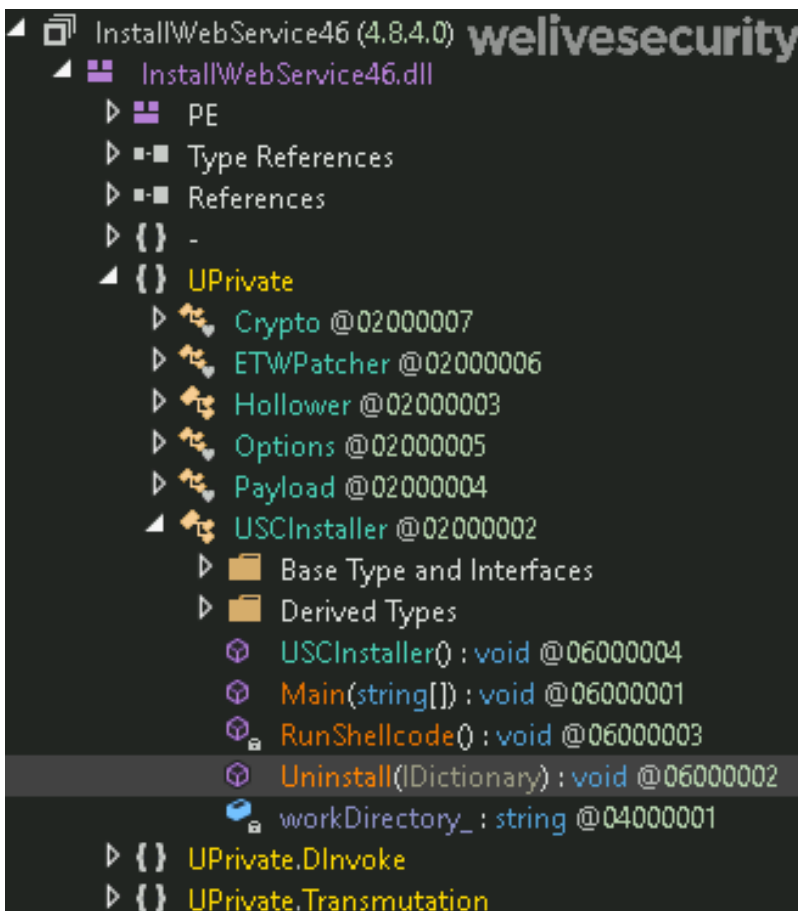 InstallWebService46 (4.8.4.0) welivesecurity
InstallWebService46.dll
PE
Type References
References
{ } -
{ } UPrivate
Crypto @02000007
ETWPatcher @02000006
Hollower @02000003
Options @02000005
Payload @02000004
USCInstaller @02000002
Base Type and Interfaces
Derived Types
USCInstaller() : void @06000004
Main(string[]) : void @06000001
RunShellcode() : void @06000003
Uninstall(IDictionary) : void @06000002
workDirectory_ : string @04000001
{ } UPrivate.DInvoke
{ } UPrivate.Transmutation